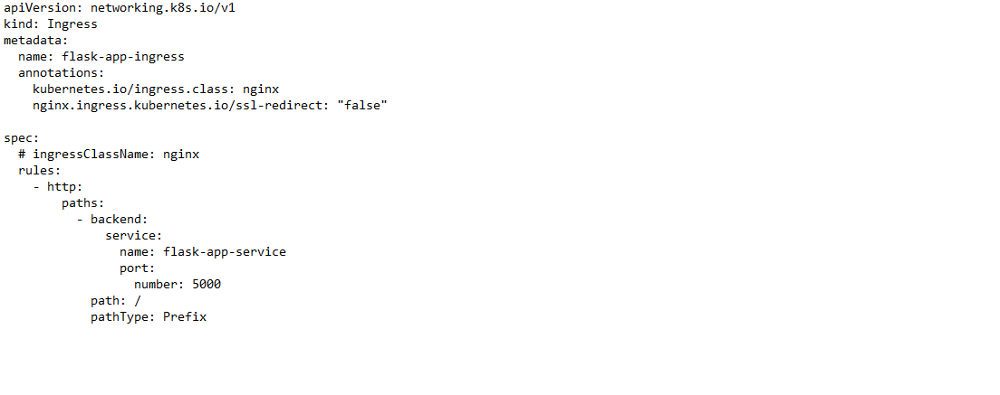 apiVersion: networking.k8s.io/v1
kind: Ingress
metadata:
  name: flask-app-ingress
  annotations:
    kubernetes.io/ingress.class: nginx
    nginx.ingress.kubernetes.io/ssl-redirect: "false"

spec:
  # ingressClassName: nginx
  rules:
    - http:
        paths:
          - backend:
              service:
                name: flask-app-service
                port:
                  number: 5000
            path: /
            pathType: Prefix